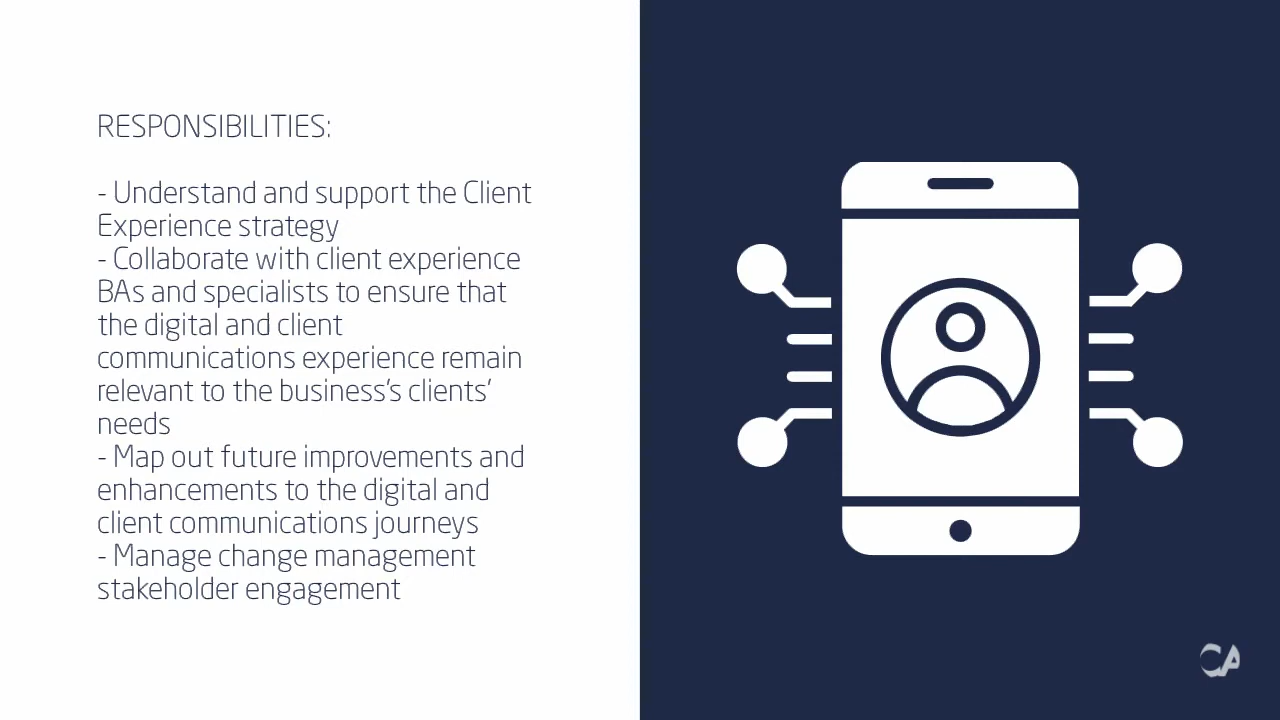 RESPONSIBILITIES:
- Understand and support the Client
Experience strategy
- Collaborate with client experience
BAs and specialists to ensure that
the digital and client
communications experience remain
relevant to the business's clients'
needs
- Map out future improvements and
enhancements to the digital and
client communications journeys
- Manage change management
stakeholder engagement
CA